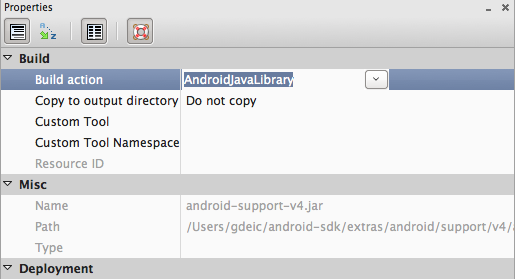 Properties
Build
Build action AndroidJavaLibrary
Copy to output directory Do not copy
Custom Tool
Custom Tool Namespace
Resource ID
Misc
Name android-support-v4.jar
Path /Users/gdeic/android-sdk/extras/android/support/v4/
Type
Deployment